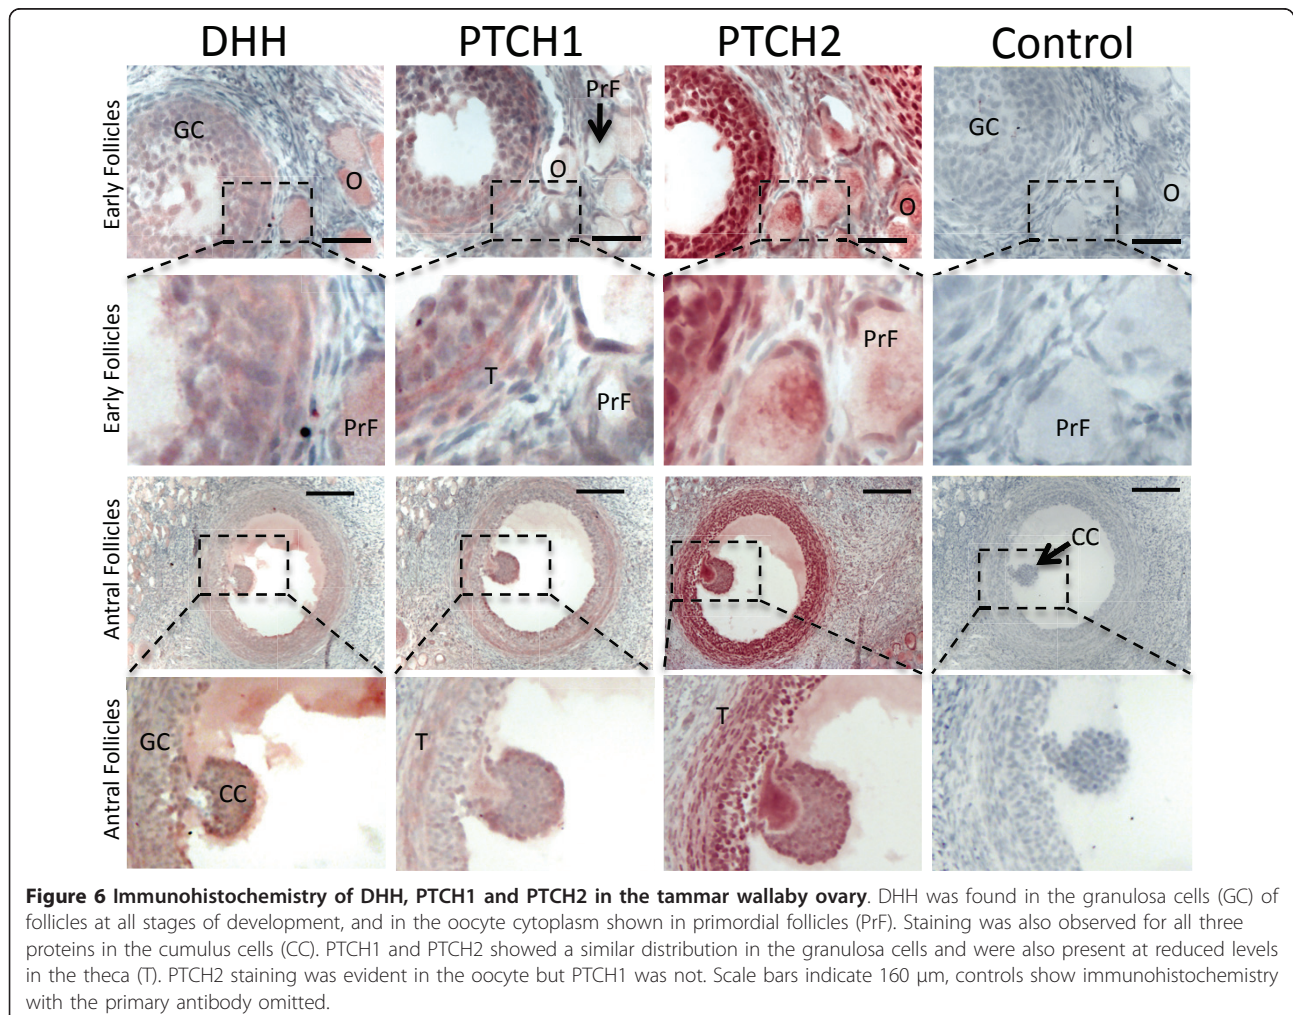 DHH PTCH1 PTCH2 Control
Early Follicles
GC
O
PrF
O
O
GC
O
Early Follicles
PrF
T
PrF
PrF
PrF
Antral Follicles
CC
Antral Follicles
GC
CC
T
T
Figure 6 Immunohistochemistry of DHH, PTCH1 and PTCH2 in the tammar wallaby ovary. DHH was found in the granulosa cells (GC) of
follicles at all stages of development, and in the oocyte cytoplasm shown in primordial follicles (PrF). Staining was also observed for all three
proteins in the cumulus cells (CC). PTCH1 and PTCH2 showed a similar distribution in the granulosa cells and were also present at reduced levels
in the theca (T). PTCH2 staining was evident in the oocyte but PTCH1 was not. Scale bars indicate 160 μm, controls show immunohistochemistry
with the primary antibody omitted.